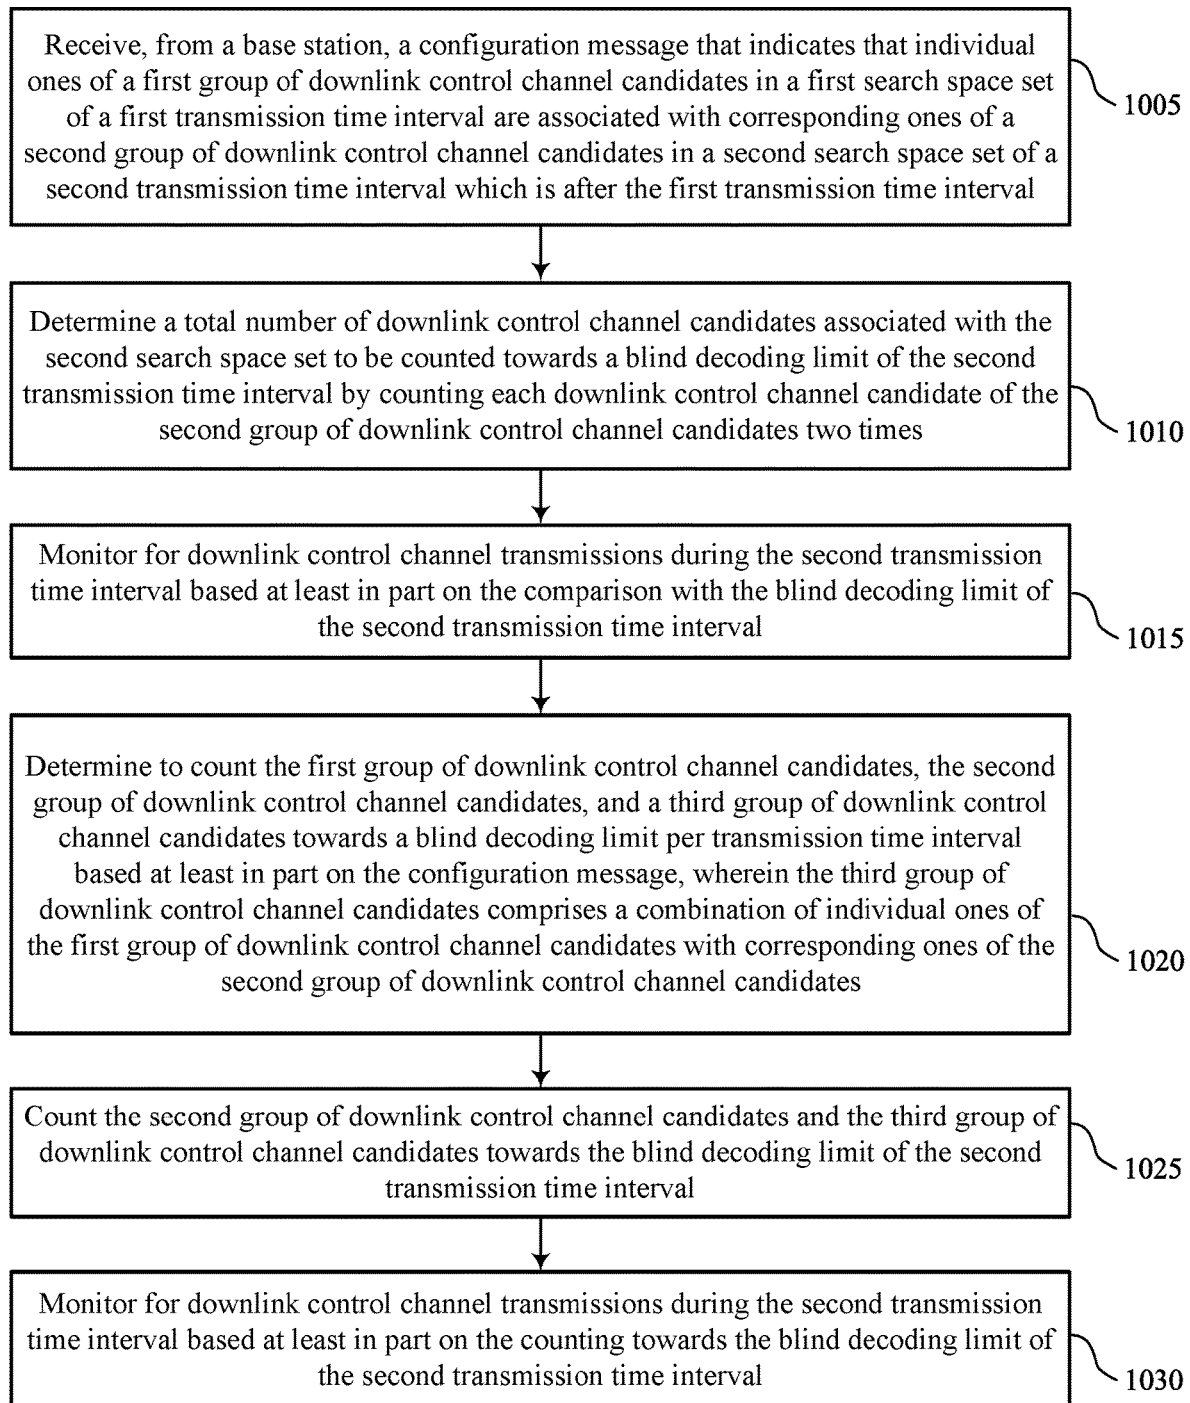 Receive, from a base station, a configuration message that indicates that individual
ones of a first group of downlink control channel candidates in a first search space set
of a first transmission time interval are associated with corresponding ones of a
second group of downlink control channel candidates in a second search space set of a
second transmission time interval which is after the first transmission time interval
1005
Determine a total number of downlink control channel candidates associated with the
second search space set to be counted towards a blind decoding limit of the second
transmission time interval by counting each downlink control channel candidate of the
second group of downlink control channel candidates two times
1010
Monitor for downlink control channel transmissions during the second transmission
time interval based at least in part on the comparison with the blind decoding limit of
the second transmission time interval
1015
Determine to count the first group of downlink control channel candidates, the second
group of downlink control channel candidates, and a third group of downlink control
channel candidates towards a blind decoding limit per transmission time interval
based at least in part on the configuration message, wherein the third group of
downlink control channel candidates comprises a combination of individual ones of
the first group of downlink control channel candidates with corresponding ones of the
second group of downlink control channel candidates
1020
Count the second group of downlink control channel candidates and the third group of
downlink control channel candidates towards the blind decoding limit of the second
transmission time interval
1025
Monitor for downlink control channel transmissions during the second transmission
time interval based at least in part on the counting towards the blind decoding limit of
the second transmission time interval
1030